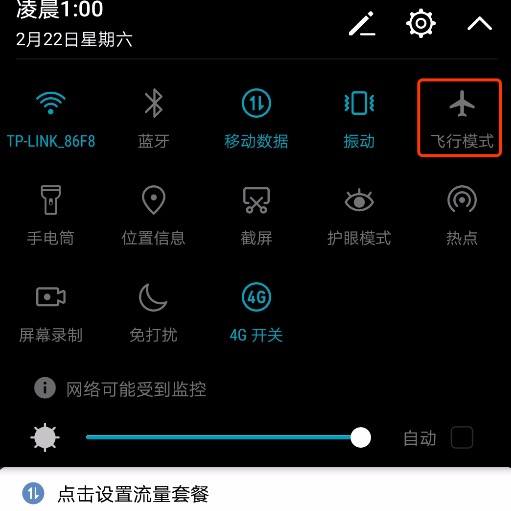 凌晨1:00
2月22日星期六
TP-LINK_86F8 蓝牙 移动数据 振动 飞行模式
手电筒 位置信息 截屏 护眼模式 热点
4G
屏幕录制 免打扰 4G 开关
网络可能受到监控
自动
点击设置流量套餐